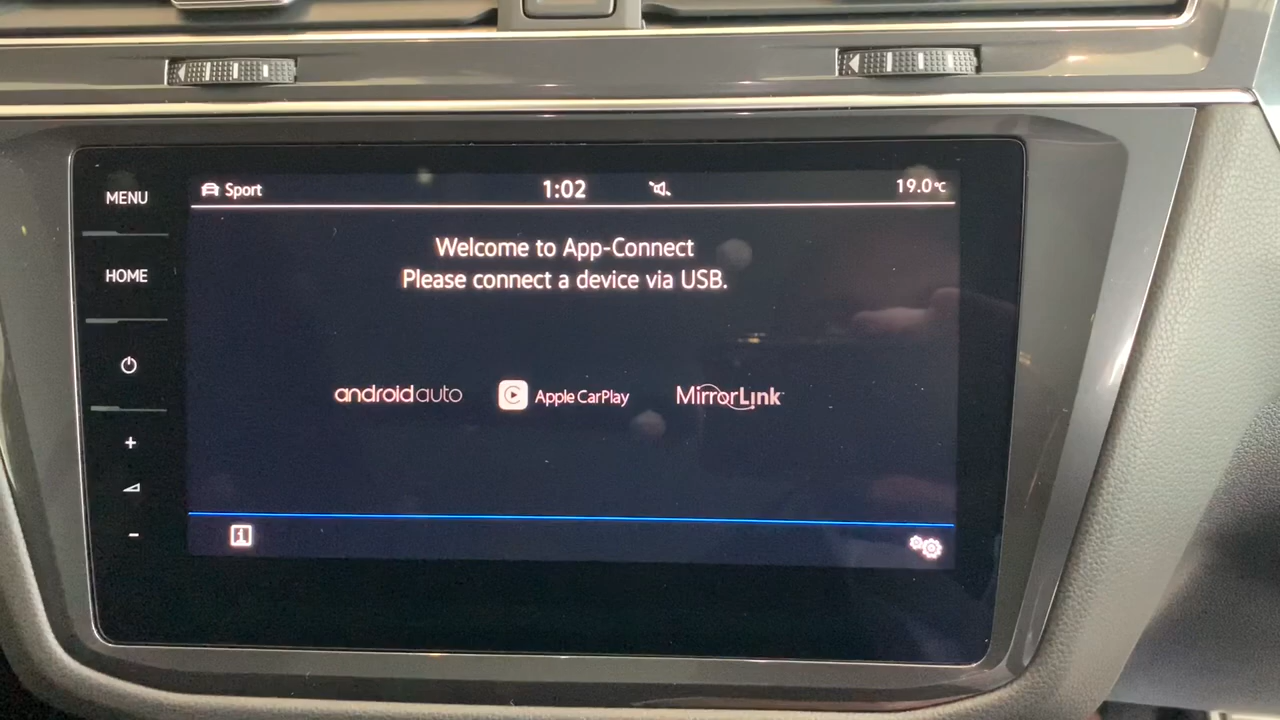 MENU
HOME
+
-
Sport 1:02 19.0°C
Welcome to App-Connect
Please connect a device via USB.
androidauto Apple CarPlay MirrorLink
i